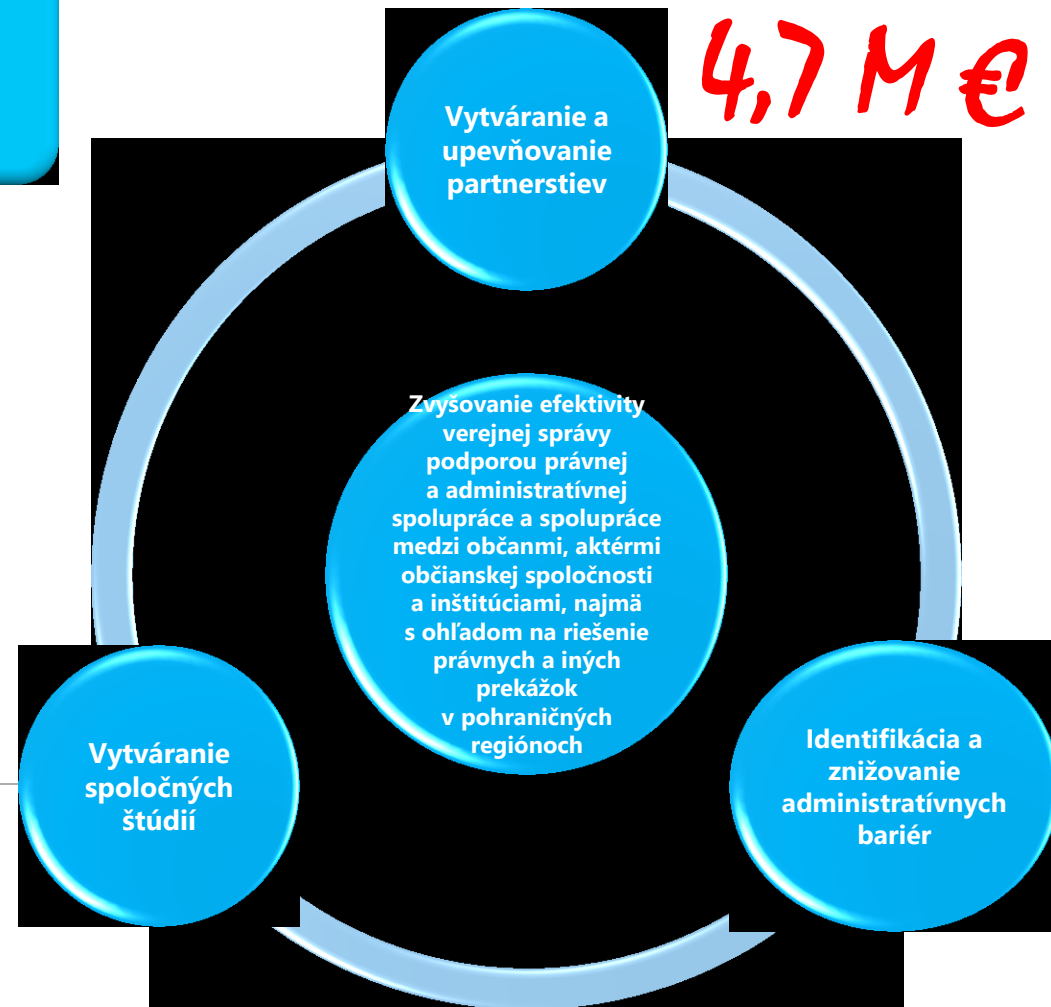 4,7 M €
Vytváranie a
upevňovanie
partnerstiev
Zvyšovanie efektivity
verejnej správy
podporou právnej
a administratívnej
spolupráce a spolupráce
medzi občanmi, aktérmi
občianskej spoločnosti
a inštitúciami, najmä
s ohľadom na riešenie
právnych a iných
prekážok
v pohraničných
regiónoch
Vytváranie
spoločných
štúdií
Identifikácia a
znižovanie
administratívnych
bariér